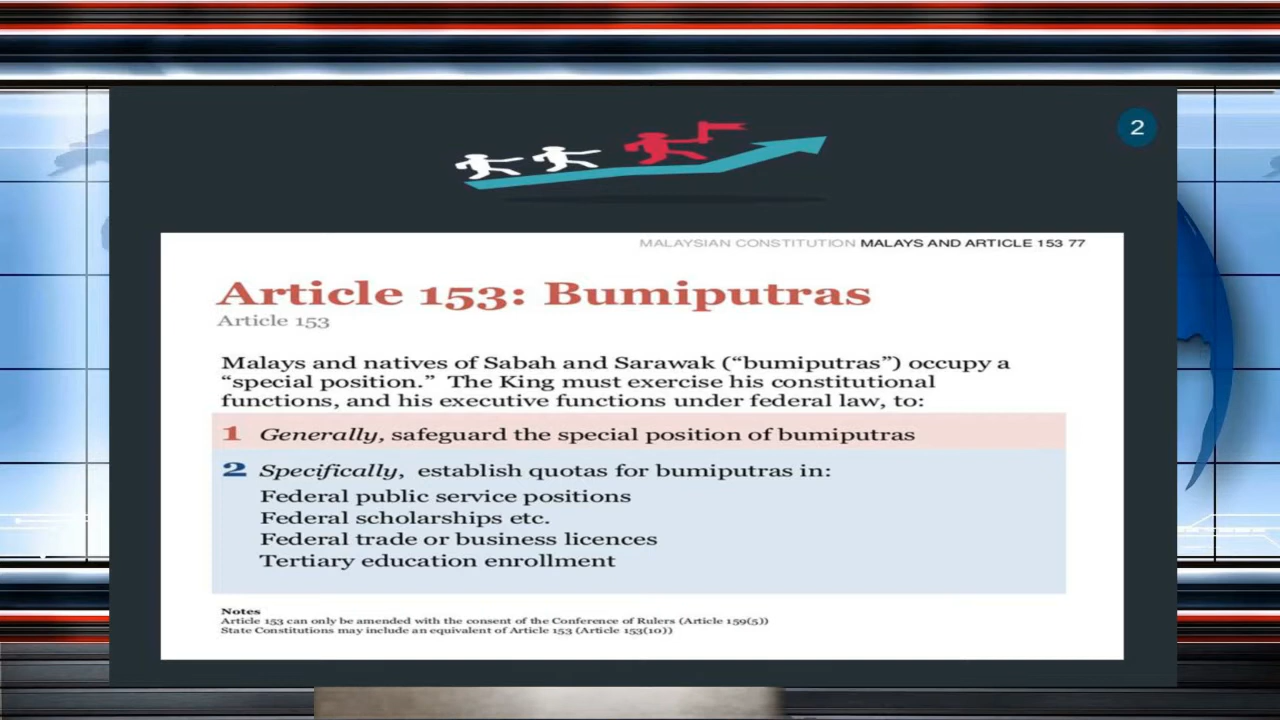 2
MALAYSIAN CONSTITUTION MALAYS AND ARTICLE 153 77
Article 153: Bumiputras
Article 153
Malays and natives of Sabah and Sarawak (“bumiputras”) occupy a
“special position.” The King must exercise his constitutional
functions, and his executive functions under federal law, to:
1 Generally, safeguard the special position of bumiputras
2 Specifically, establish quotas for bumiputras in:
Federal public service positions
Federal scholarships etc.
Federal trade or business licences
Tertiary education enrollment
Notes
Article 153 can only be amended with the consent of the Conference of Rulers (Article 159(5))
State Constitutions may include an equivalent of Article 153 (Article 153(10))